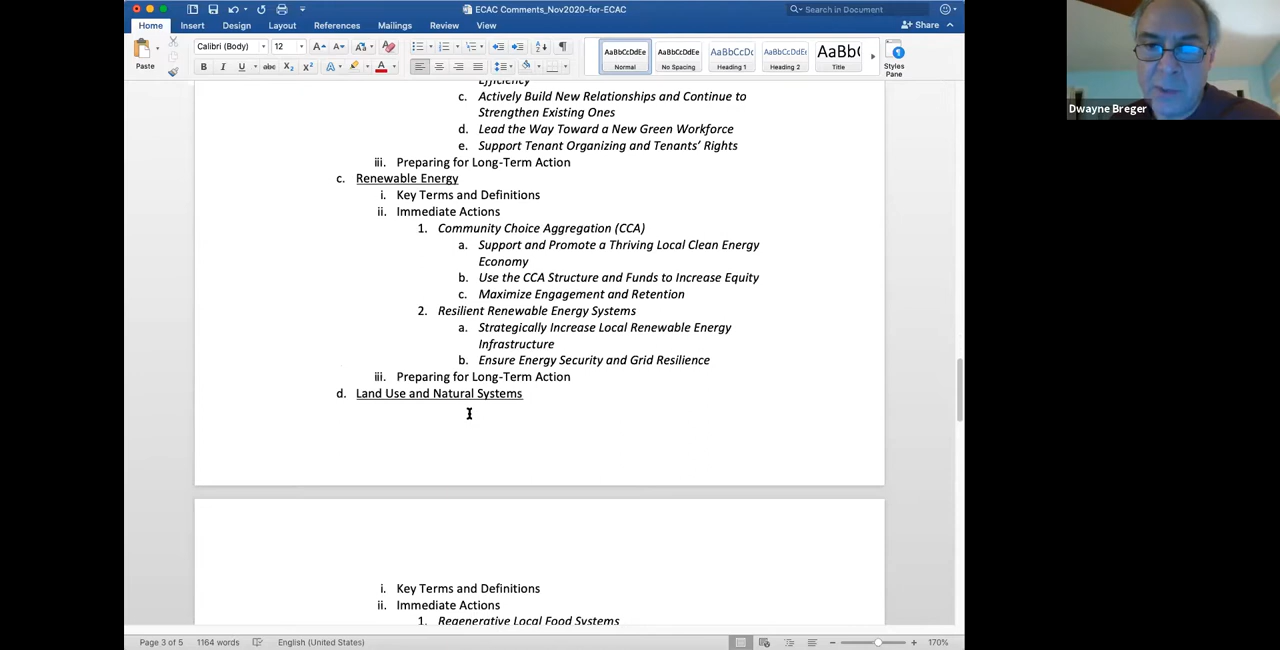 ECAC Comments_Nov2020-for-ECAC
Search in Document
Home Insert Design Layout References Mailings Review View
Share
Paste
Calibri (Body) 12
B I U abc X₂ X²
AaBbCcDdEe AaBbCcDdEe AaBbCcDc AaBbCcDdEe AaBb(
Normal No Spacing Heading 1 Heading 2 Title
Styles
Pane
Dwayne Breger
Efficiency
c. Actively Build New Relationships and Continue to
Strengthen Existing Ones
d. Lead the Way Toward a New Green Workforce
e. Support Tenant Organizing and Tenants’ Rights
iii. Preparing for Long-Term Action
c. Renewable Energy
i. Key Terms and Definitions
ii. Immediate Actions
1. Community Choice Aggregation (CCA)
a. Support and Promote a Thriving Local Clean Energy
Economy
b. Use the CCA Structure and Funds to Increase Equity
c. Maximize Engagement and Retention
2. Resilient Renewable Energy Systems
a. Strategically Increase Local Renewable Energy
Infrastructure
b. Ensure Energy Security and Grid Resilience
iii. Preparing for Long-Term Action
d. Land Use and Natural Systems
i. Key Terms and Definitions
ii. Immediate Actions
1. Regenerative Local Food Systems
Page 3 of 5 1164 words English (United States) 170%